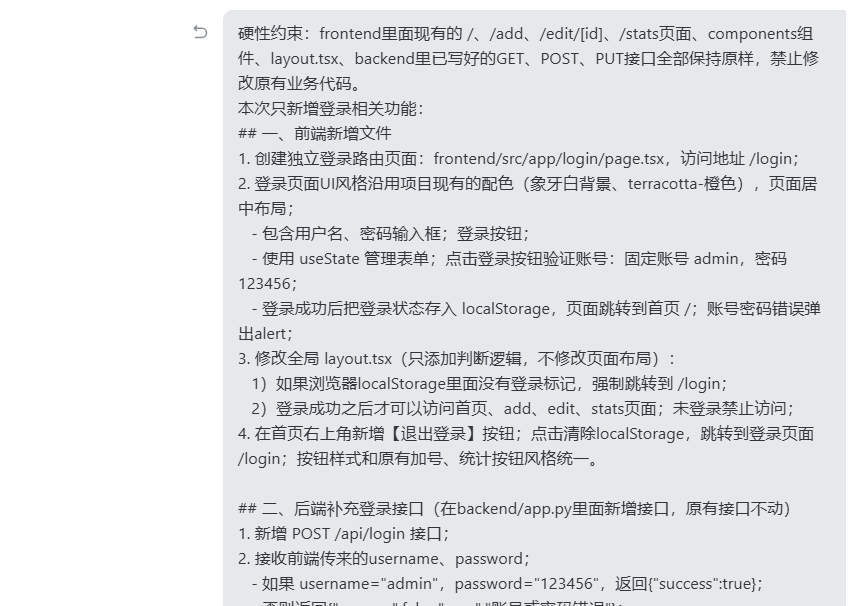 硬性约束：frontend里面现有的 /、/add、/edit/[id]、/stats页面、components组
件、layout.tsx、backend里已写好的GET、POST、PUT接口全部保持原样，禁止修
改原有业务代码。
本次只新增登录相关功能：
## 一、前端新增文件
1. 创建独立登录路由页面：frontend/src/app/login/page.tsx，访问地址 /login；
2. 登录页面UI风格沿用项目现有的配色（象牙白背景、terracotta-橙色），页面居
中布局；
- 包含用户名、密码输入框；登录按钮；
- 使用 useState 管理表单；点击登录按钮验证账号：固定账号 admin，密码
123456；
- 登录成功后把登录状态存入 localStorage，页面跳转到首页 /；账号密码错误弹
出alert；
3. 修改全局 layout.tsx（只添加判断逻辑，不修改页面布局）：
1）如果浏览器localStorage里面没有登录标记，强制跳转到 /login；
2）登录成功之后才可以访问首页、add、edit、stats页面；未登录禁止访问；
4. 在首页右上角新增【退出登录】按钮；点击清除localStorage，跳转到登录页面
/login；按钮样式和原有加号、统计按钮风格统一。
## 二、后端补充登录接口（在backend/app.py里面新增接口，原有接口不动）
1. 新增 POST /api/login 接口；
2. 接收前端传来的username、password；
- 如果 username="admin"，password="123456"，返回{"success":true}；